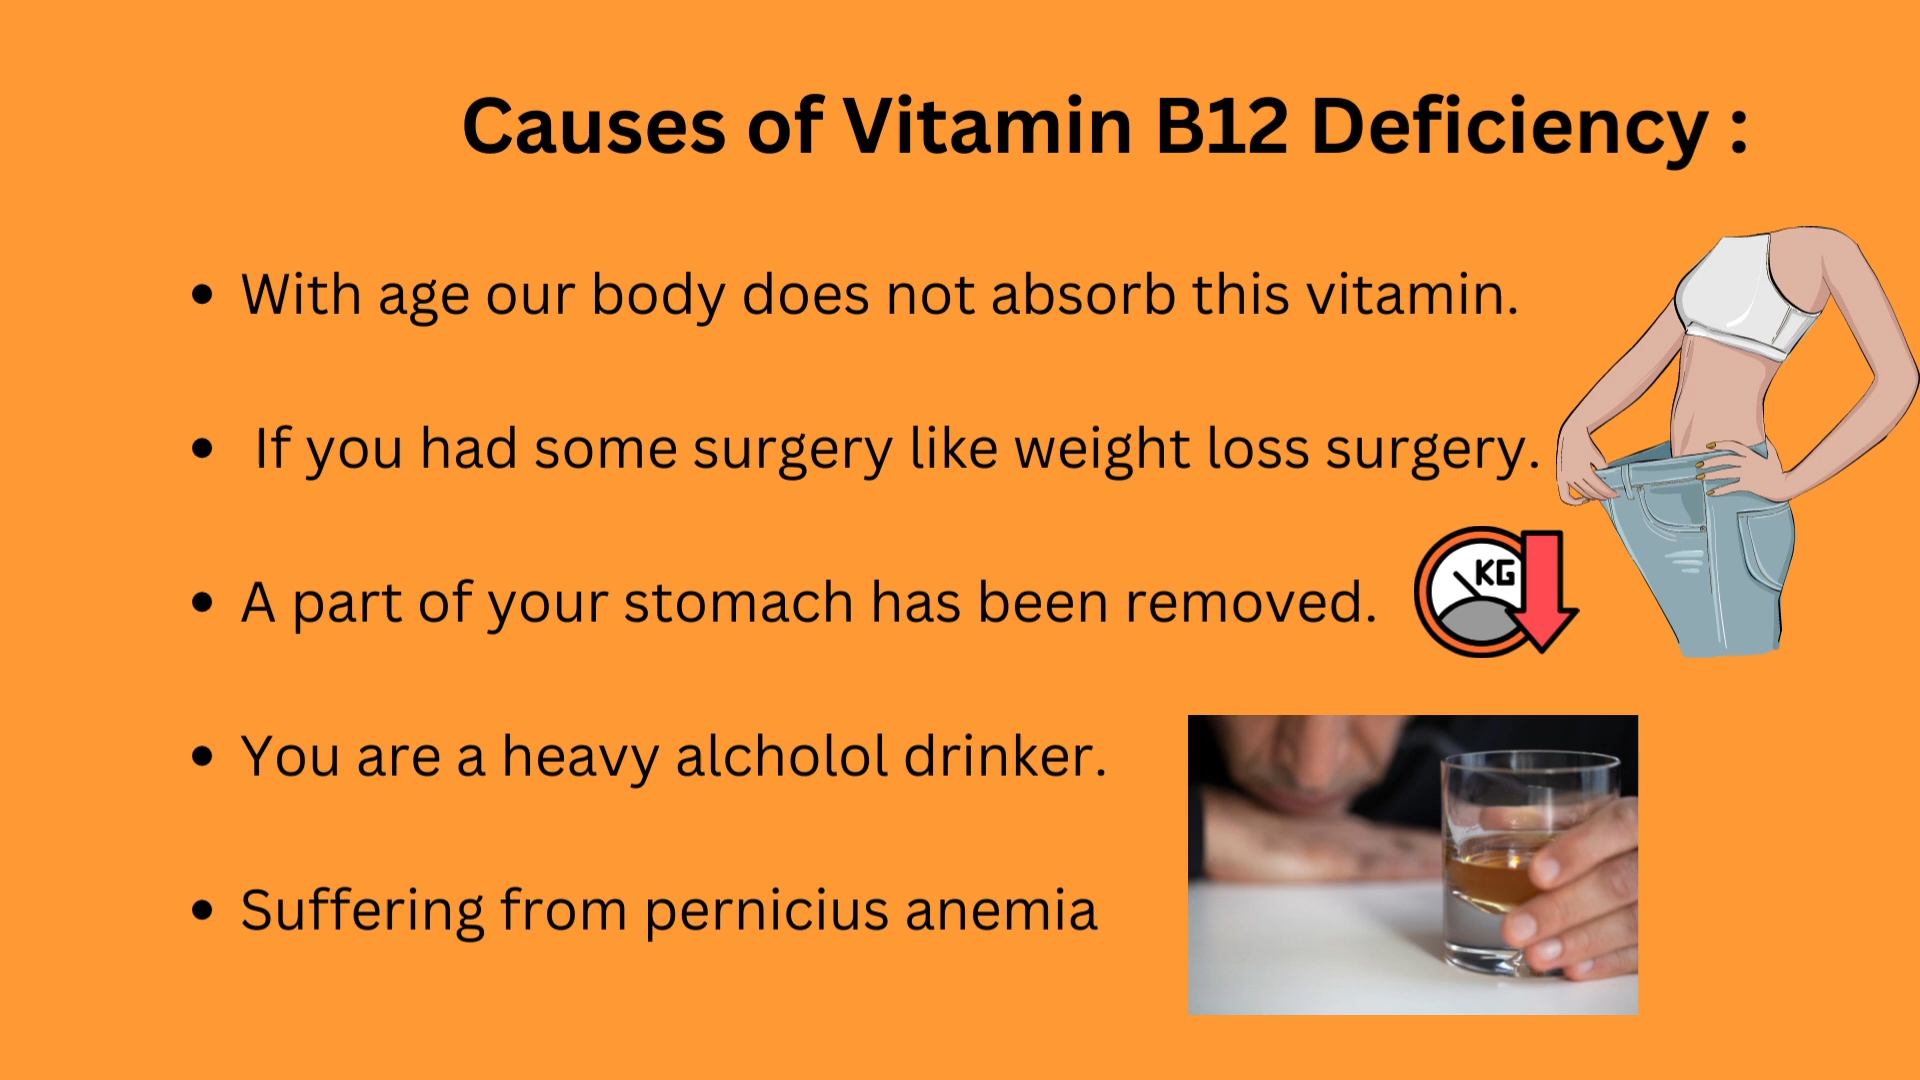 Causes of Vitamin B12 Deficiency :
• With age our body does not absorb this vitamin.
• If you had some surgery like weight loss surgery.
KG
• A part of your stomach has been removed.
• You are a heavy alcholol drinker.
• Suffering from pernicius anemia